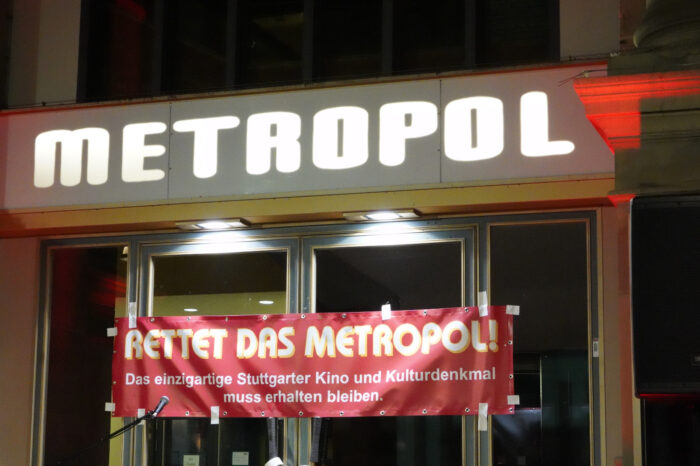 METROPOL
RETTET DAS METROPOL!
Das einzigartige Stuttgarter Kino und Kulturdenkmal
muss erhalten bleiben.